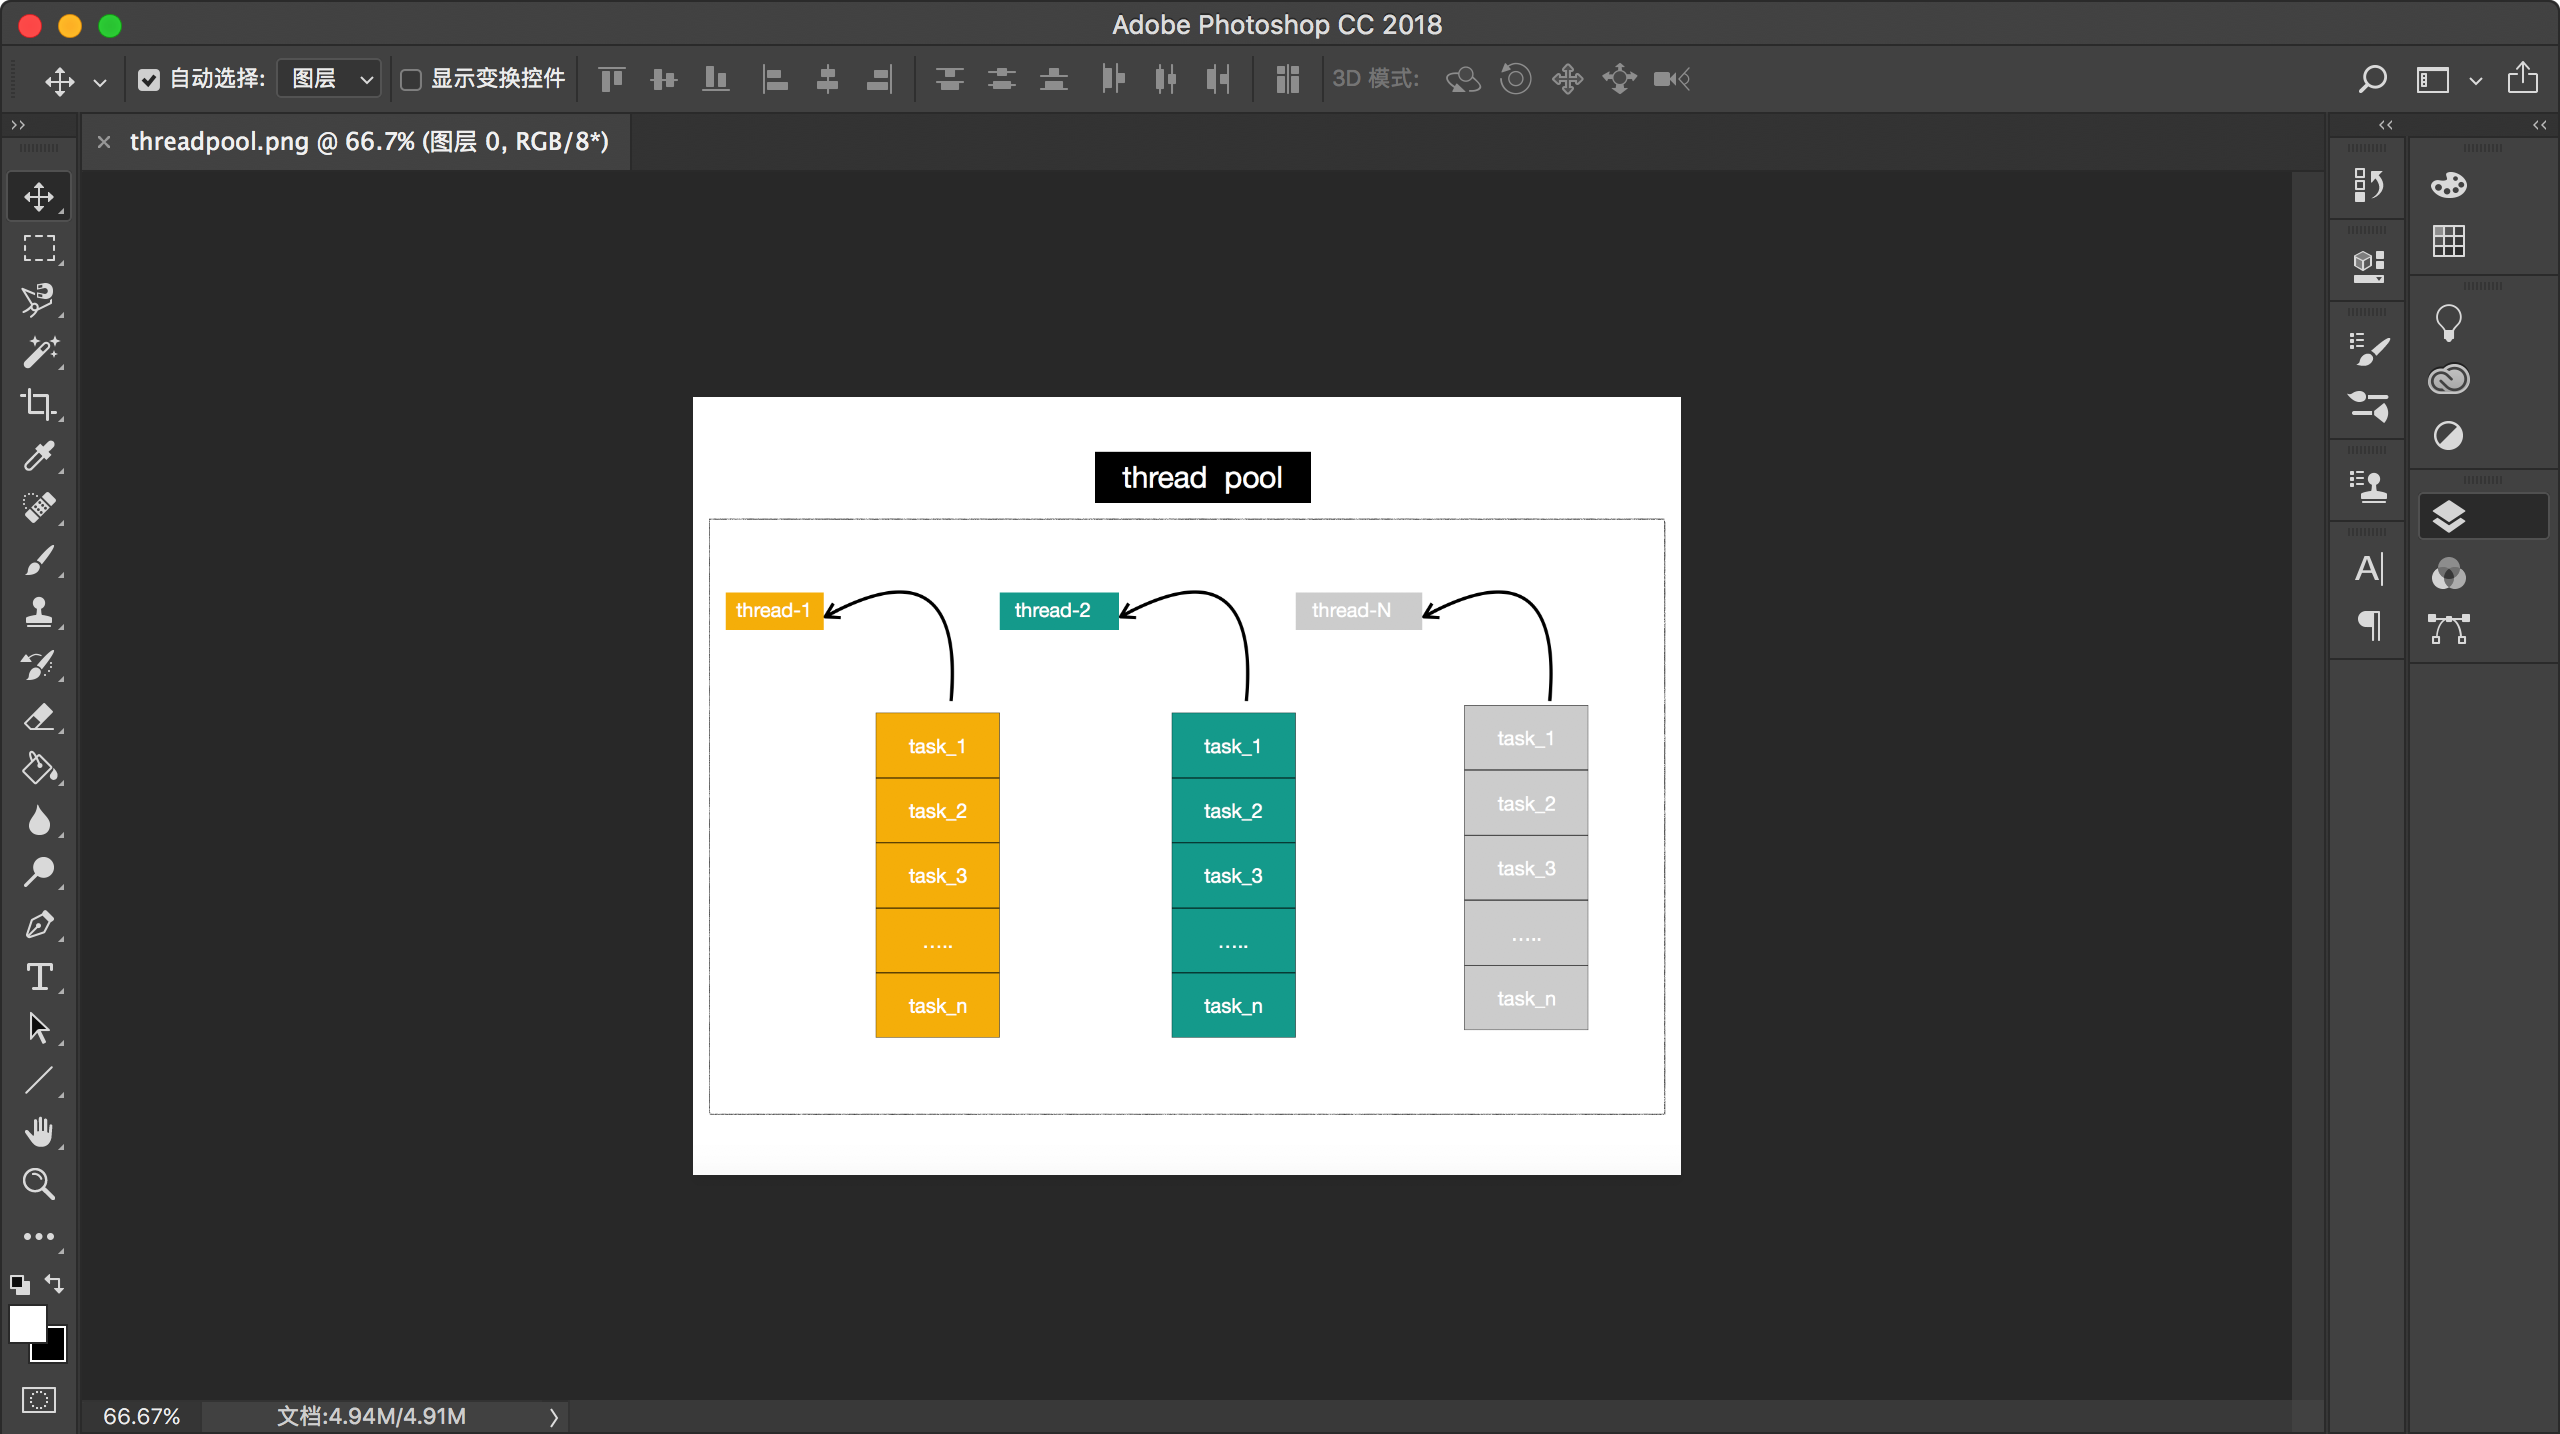 Adobe Photoshop CC 2018
自动选择: 图层 显示变换控件 3D 模式:
threadpool.png @ 66.7% (图层 0, RGB/8*)
thread pool
thread-1 thread-2 thread-N
task_1 task_1 task_1
task_2 task_2 task_2
task_3 task_3 task_3
..... ..... .....
task_n task_n task_n
66.67% 文档:4.94M/4.91M